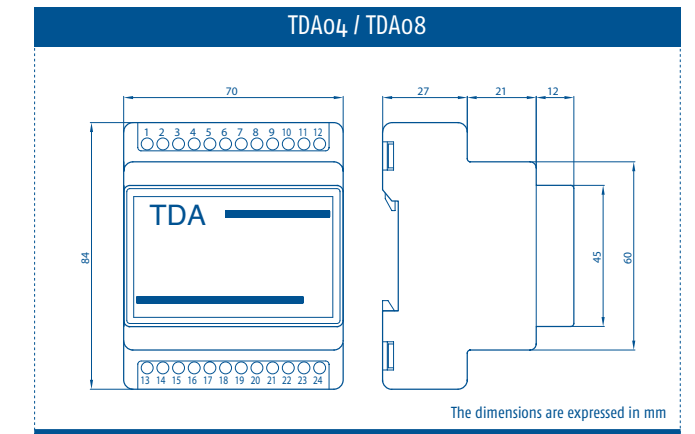 TDA04 / TDA08
70
27 21 12
1 2 3 4 5 6 7 8 9 10 11 12
TDA
84
45
60
13 14 15 16 17 18 19 20 21 22 23 24
The dimensions are expressed in mm